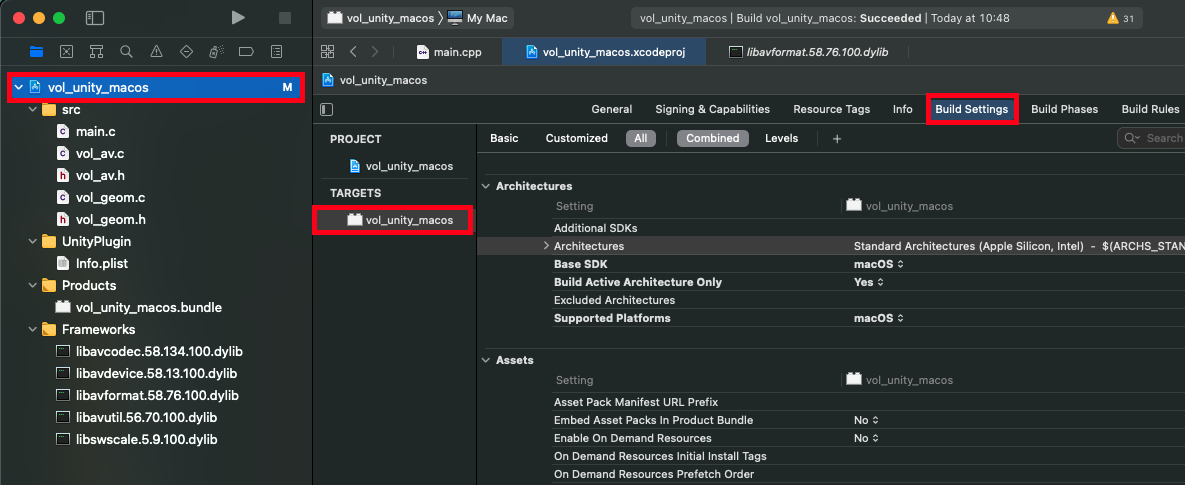 vol_unity_macos 〉 My Mac
vol_unity_macos | Build vol_unity_macos: Succeeded | Today at 10:48
31
main.cpp
vol_unity_macos.xcodeproj
libavformat.58.76.100.dylib
vol_unity_macos
vol_unity_macos M
src
main.c
vol_av.c
vol_av.h
vol_geom.c
vol_geom.h
UnityPlugin
Info.plist
Products
vol_unity_macos.bundle
Frameworks
libavcodec.58.134.100.dylib
libavdevice.58.13.100.dylib
libavformat.58.76.100.dylib
libavutil.56.70.100.dylib
libswscale.5.9.100.dylib
General Signing & Capabilities Resource Tags Info Build Settings Build Phases Build Rules
PROJECT
vol_unity_macos
TARGETS
vol_unity_macos
Basic Customized All Combined Levels + Search
Architectures
Setting vol_unity_macos
Additional SDKs
Architectures Standard Architectures (Apple Silicon, Intel) - $(ARCHS_STAN
Base SDK macOS
Build Active Architecture Only Yes
Excluded Architectures
Supported Platforms macOS
Assets
Setting vol_unity_macos
Asset Pack Manifest URL Prefix
Embed Asset Packs In Product Bundle No
Enable On Demand Resources No
On Demand Resources Initial Install Tags
On Demand Resources Prefetch Order